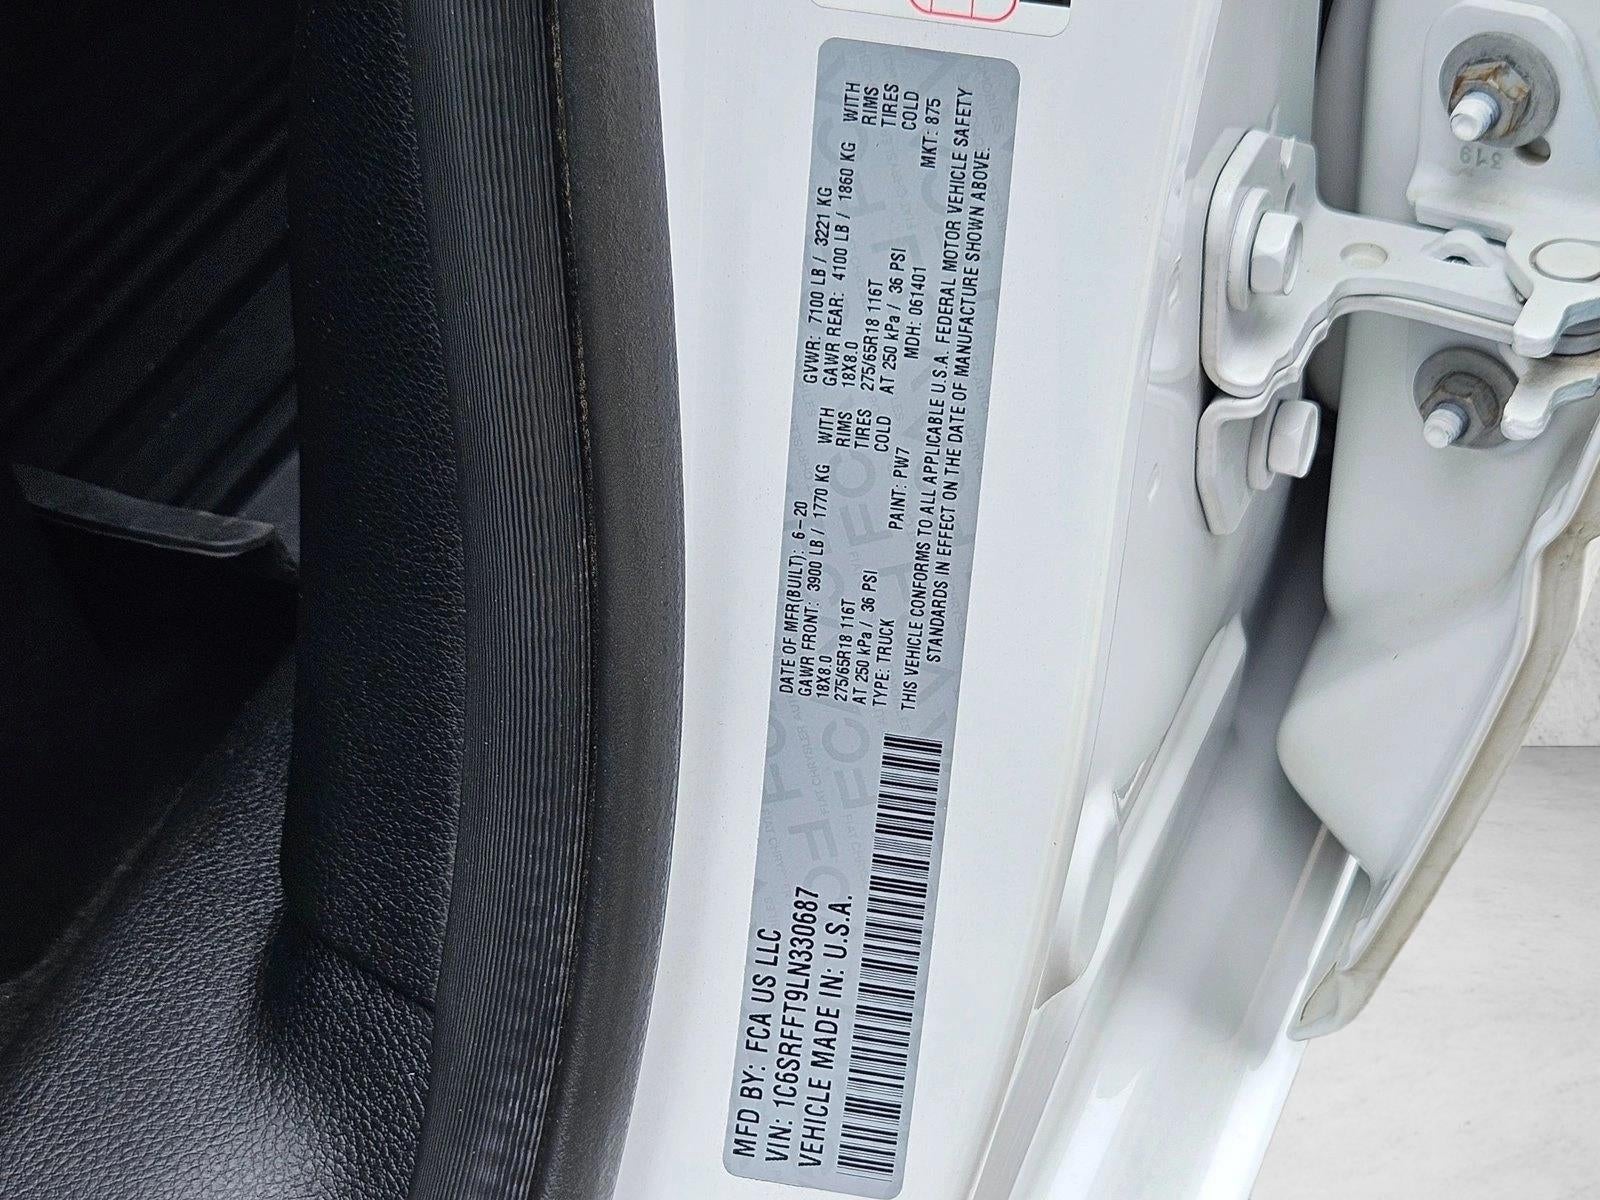 MFD BY: FCA US LLC
VIN: 1C6SRFFT9LN330687
VEHICLE MADE IN: U.S.A.
DATE OF MFR(BUILT): 6-20 GVWR: 7100 LB / 3221 KG
GAWR FRONT: 3900 LB / 1770 KG WITH GAWR REAR: 4100 LB / 1860 KG WITH
18X8.0 RIMS 18X8.0 RIMS
275/65R18 116T TIRES 275/65R18 116T TIRES
AT 250 kPa / 36 PSI COLD AT 250 kPa / 36 PSI COLD
TYPE: TRUCK PAINT: PW7 MDH: 061401 MKT: 875
THIS VEHICLE CONFORMS TO ALL APPLICABLE U.S.A. FEDERAL MOTOR VEHICLE SAFETY
STANDARDS IN EFFECT ON THE DATE OF MANUFACTURE SHOWN ABOVE.
319